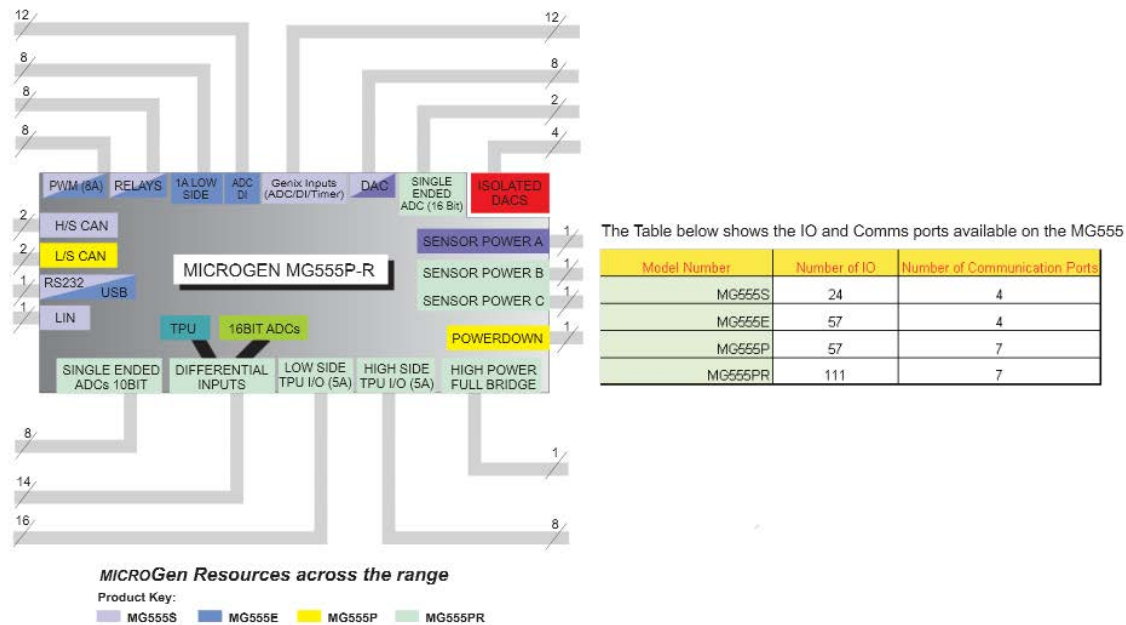 12
8
8
8
12
8
2
4
PWM (8A)
RELAYS
1A LOW
SIDE
ADC
DI
Genix Inputs
(ADC/DI/Timer)
DAC
SINGLE
ENDED
ADC (16 Bit)
ISOLATED
DACS
2
H/S CAN
2
L/S CAN
1
RS232
USB
1
LIN
MICROGEN MG555P-R
SENSOR POWER A
1
SENSOR POWER B
1
SENSOR POWER C
1
POWERDOWN
1
TPU
16BIT ADCs
SINGLE ENDED
ADCs 10BIT
DIFFERENTIAL
INPUTS
LOW SIDE
TPU I/O (5A)
HIGH SIDE
TPU I/O (5A)
HIGH POWER
FULL BRIDGE
8
14
16
1
8
MICROGen Resources across the range
Product Key:
MG555S
MG555E
MG555P
MG555PR
The Table below shows the IO and Comms ports available on the MG555
Model Number Number of IO Number of Communication Ports
MG555S 24 4
MG555E 57 4
MG555P 57 7
MG555PR 111 7